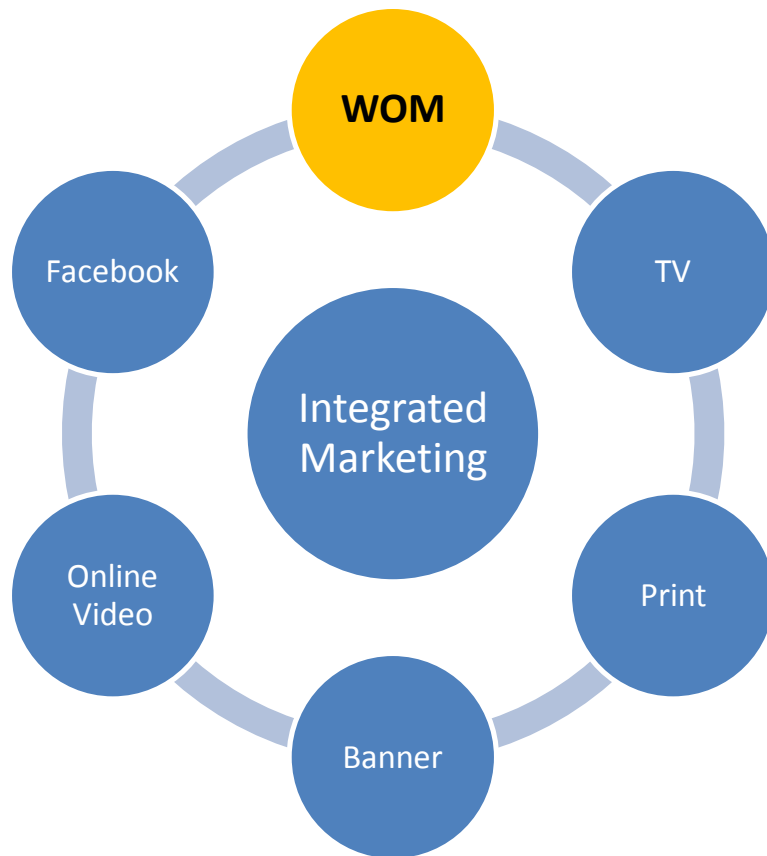 WOM
Facebook
TV
Integrated
Marketing
Online
Video
Print
Banner